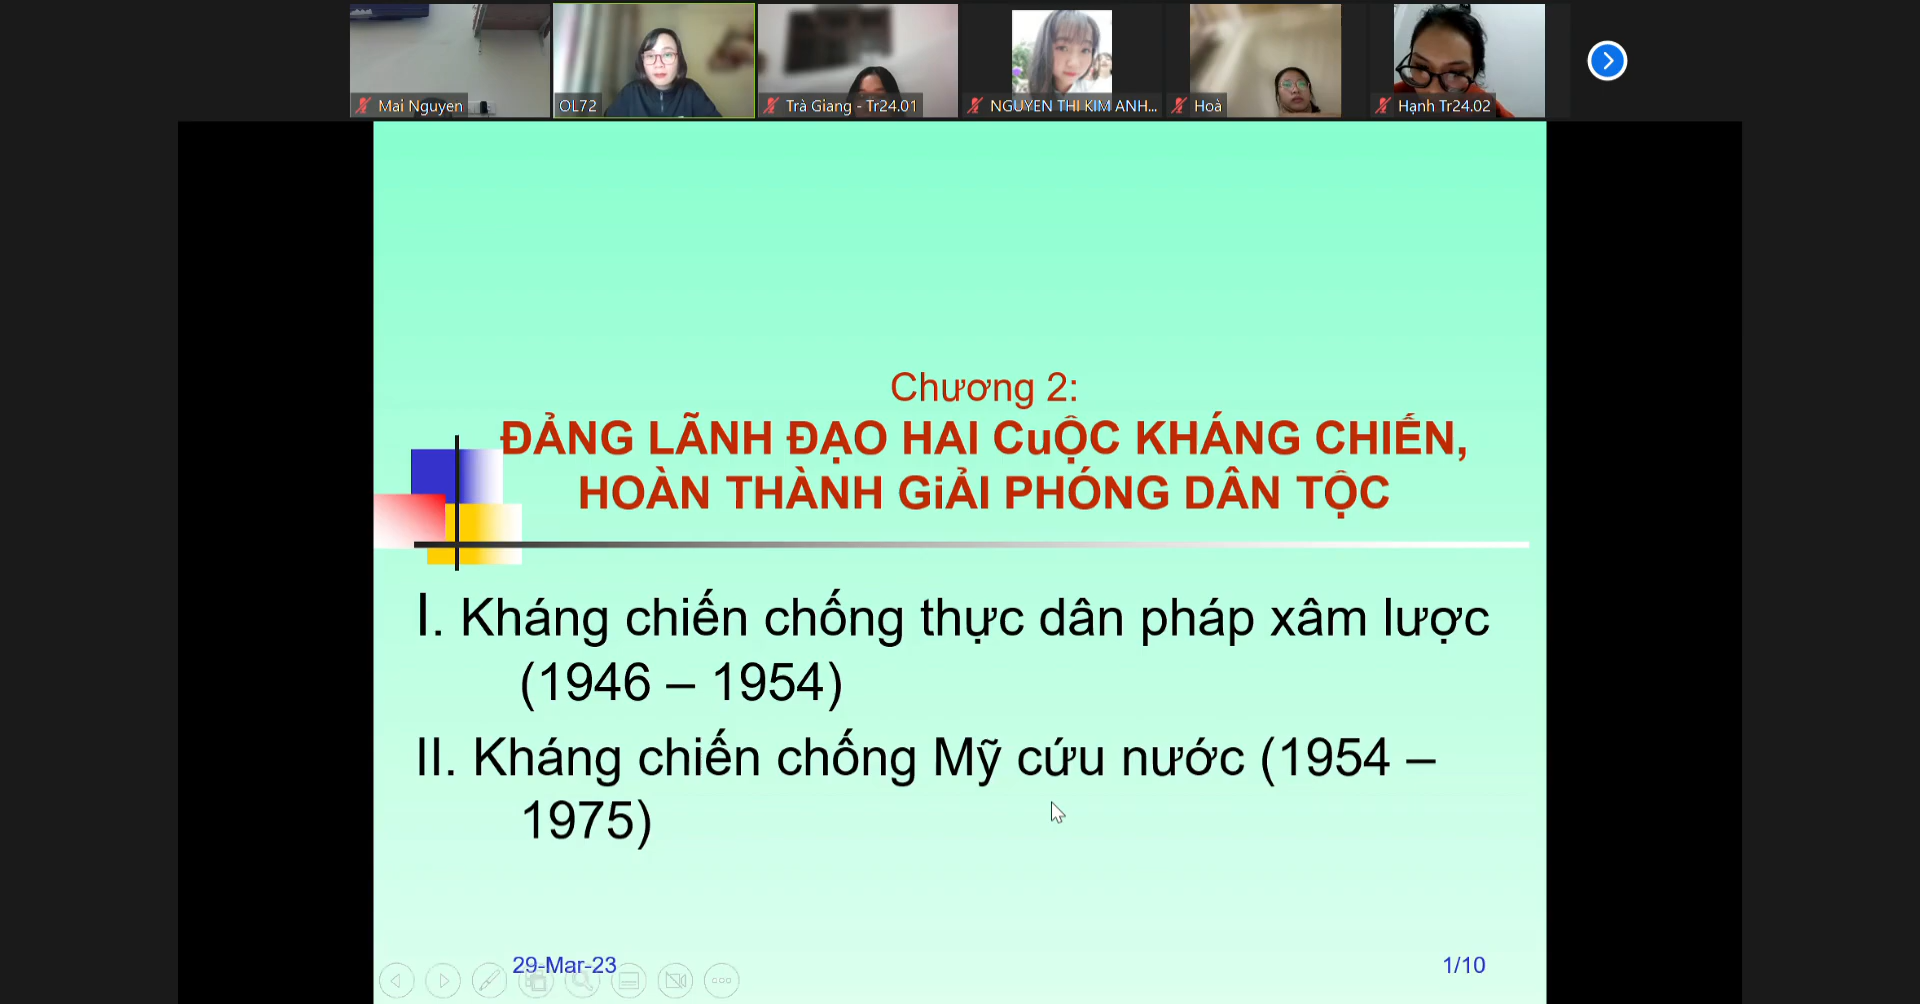 Mai Nguyen
OL72
Trà Giang - Tr24.01
NGUYEN THI KIM ANH...
Hoà
Hạnh Tr24.02
Chương 2:
ĐẢNG LÃNH ĐẠO HAI CuỘC KHÁNG CHIẾN,
HOÀN THÀNH GiẢI PHÓNG DÂN TỘC
I. Kháng chiến chống thực dân pháp xâm lược
(1946 – 1954)
II. Kháng chiến chống Mỹ cứu nước (1954 –
1975)
29-Mar-23
1/10